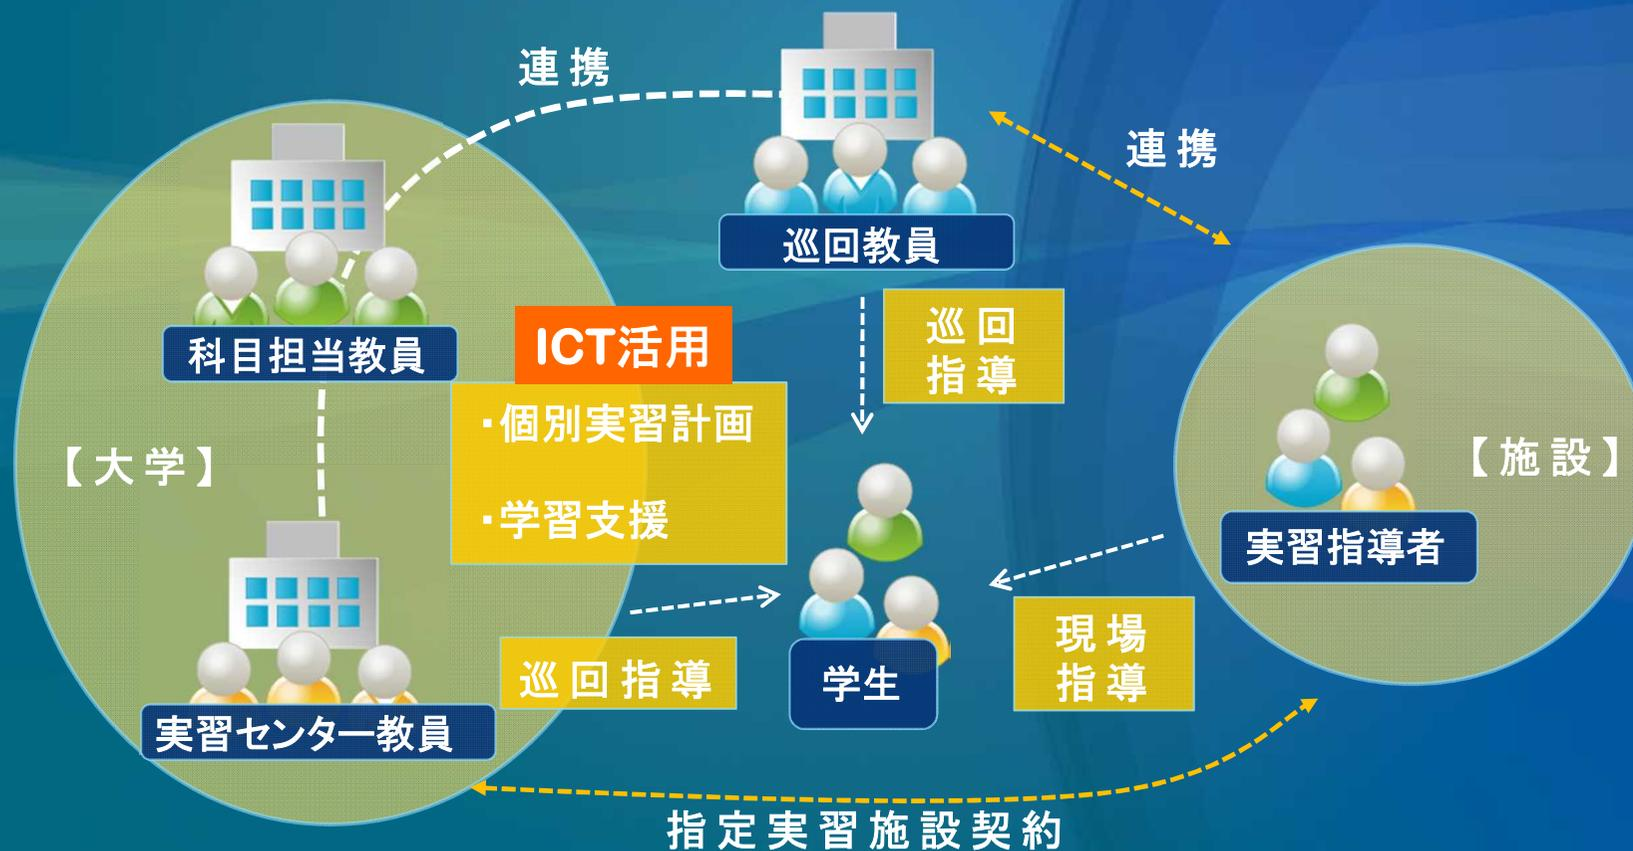 連携
連携
巡回教員
科目担当教員
ICT活用
・個別実習計画
・学習支援
巡回
指導
【大学】
【施設】
実習指導者
現場
指導
巡回指導
学生
実習センター教員
指定実習施設契約